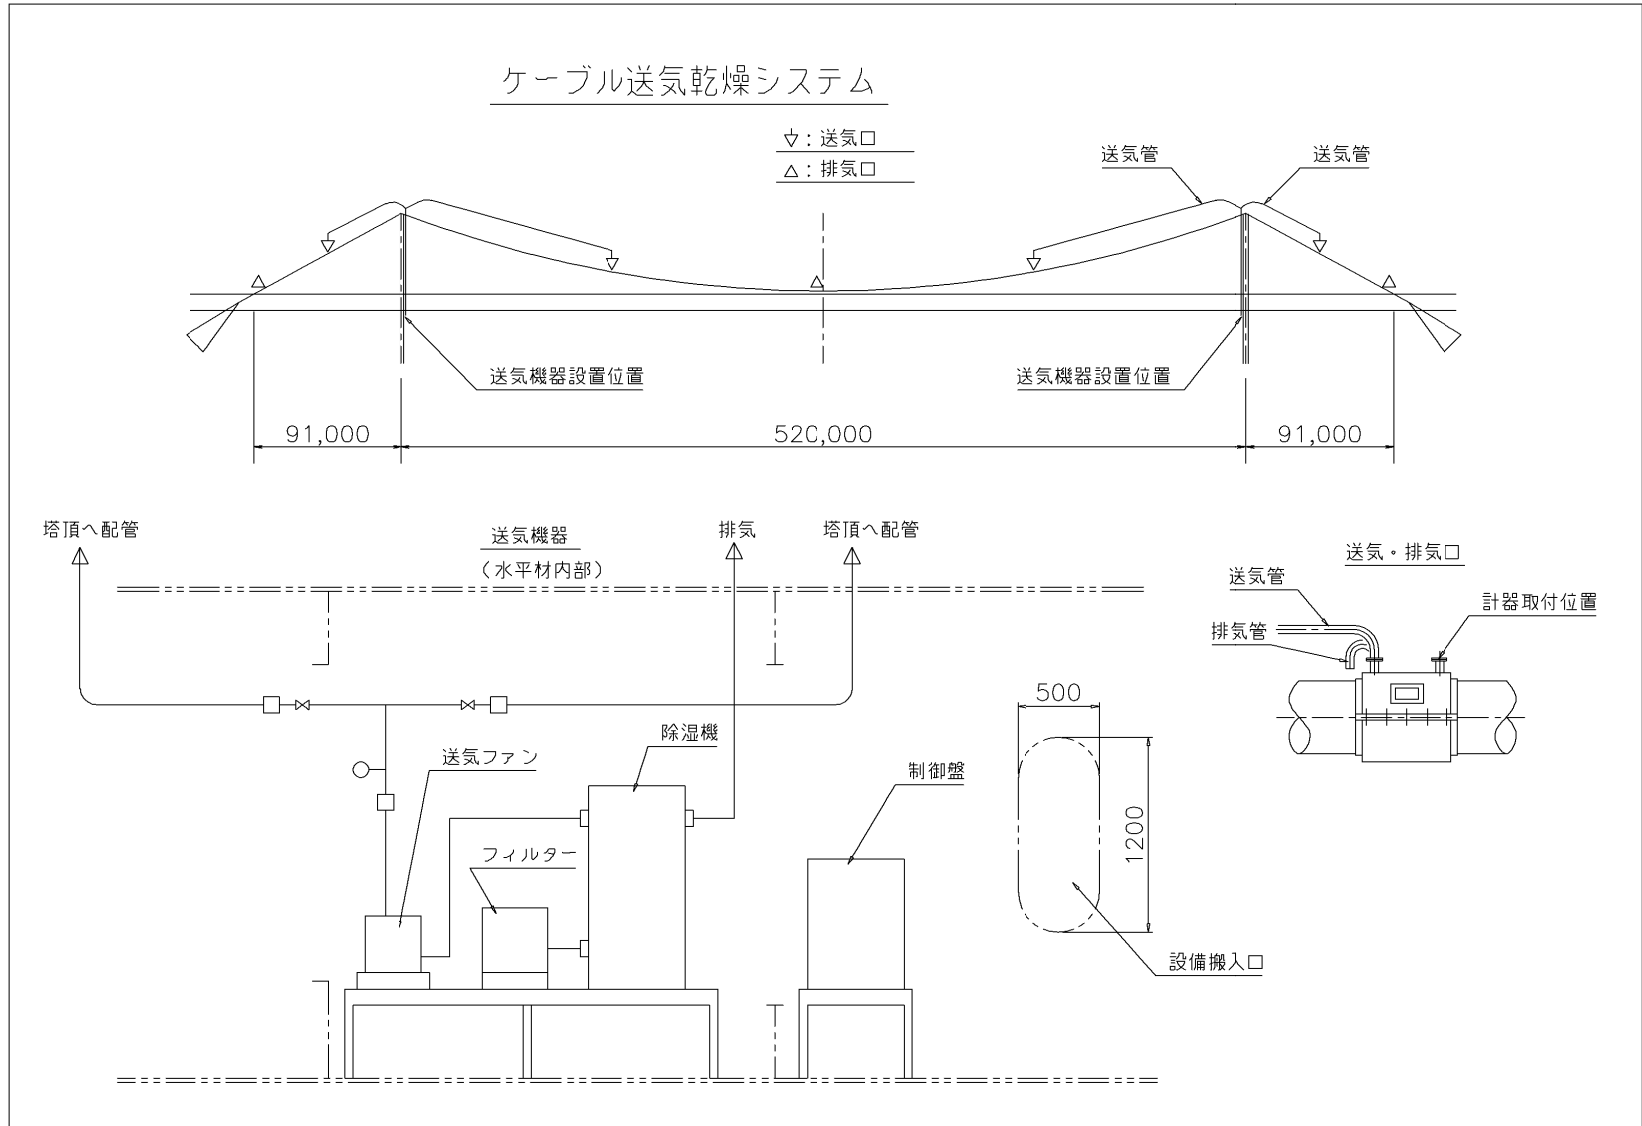 ケーブル送気乾燥システム
▽：送気口
△：排気口
送気管
送気管
送気機器設置位置
送気機器設置位置
91,000
520,000
91,000
塔頂へ配管
送気機器
(水平材内部)
排気
塔頂へ配管
送気・排気口
送気管
計器取付位置
排気管
500
除湿機
送気ファン
制御盤
1200
フィルター
設備搬入口